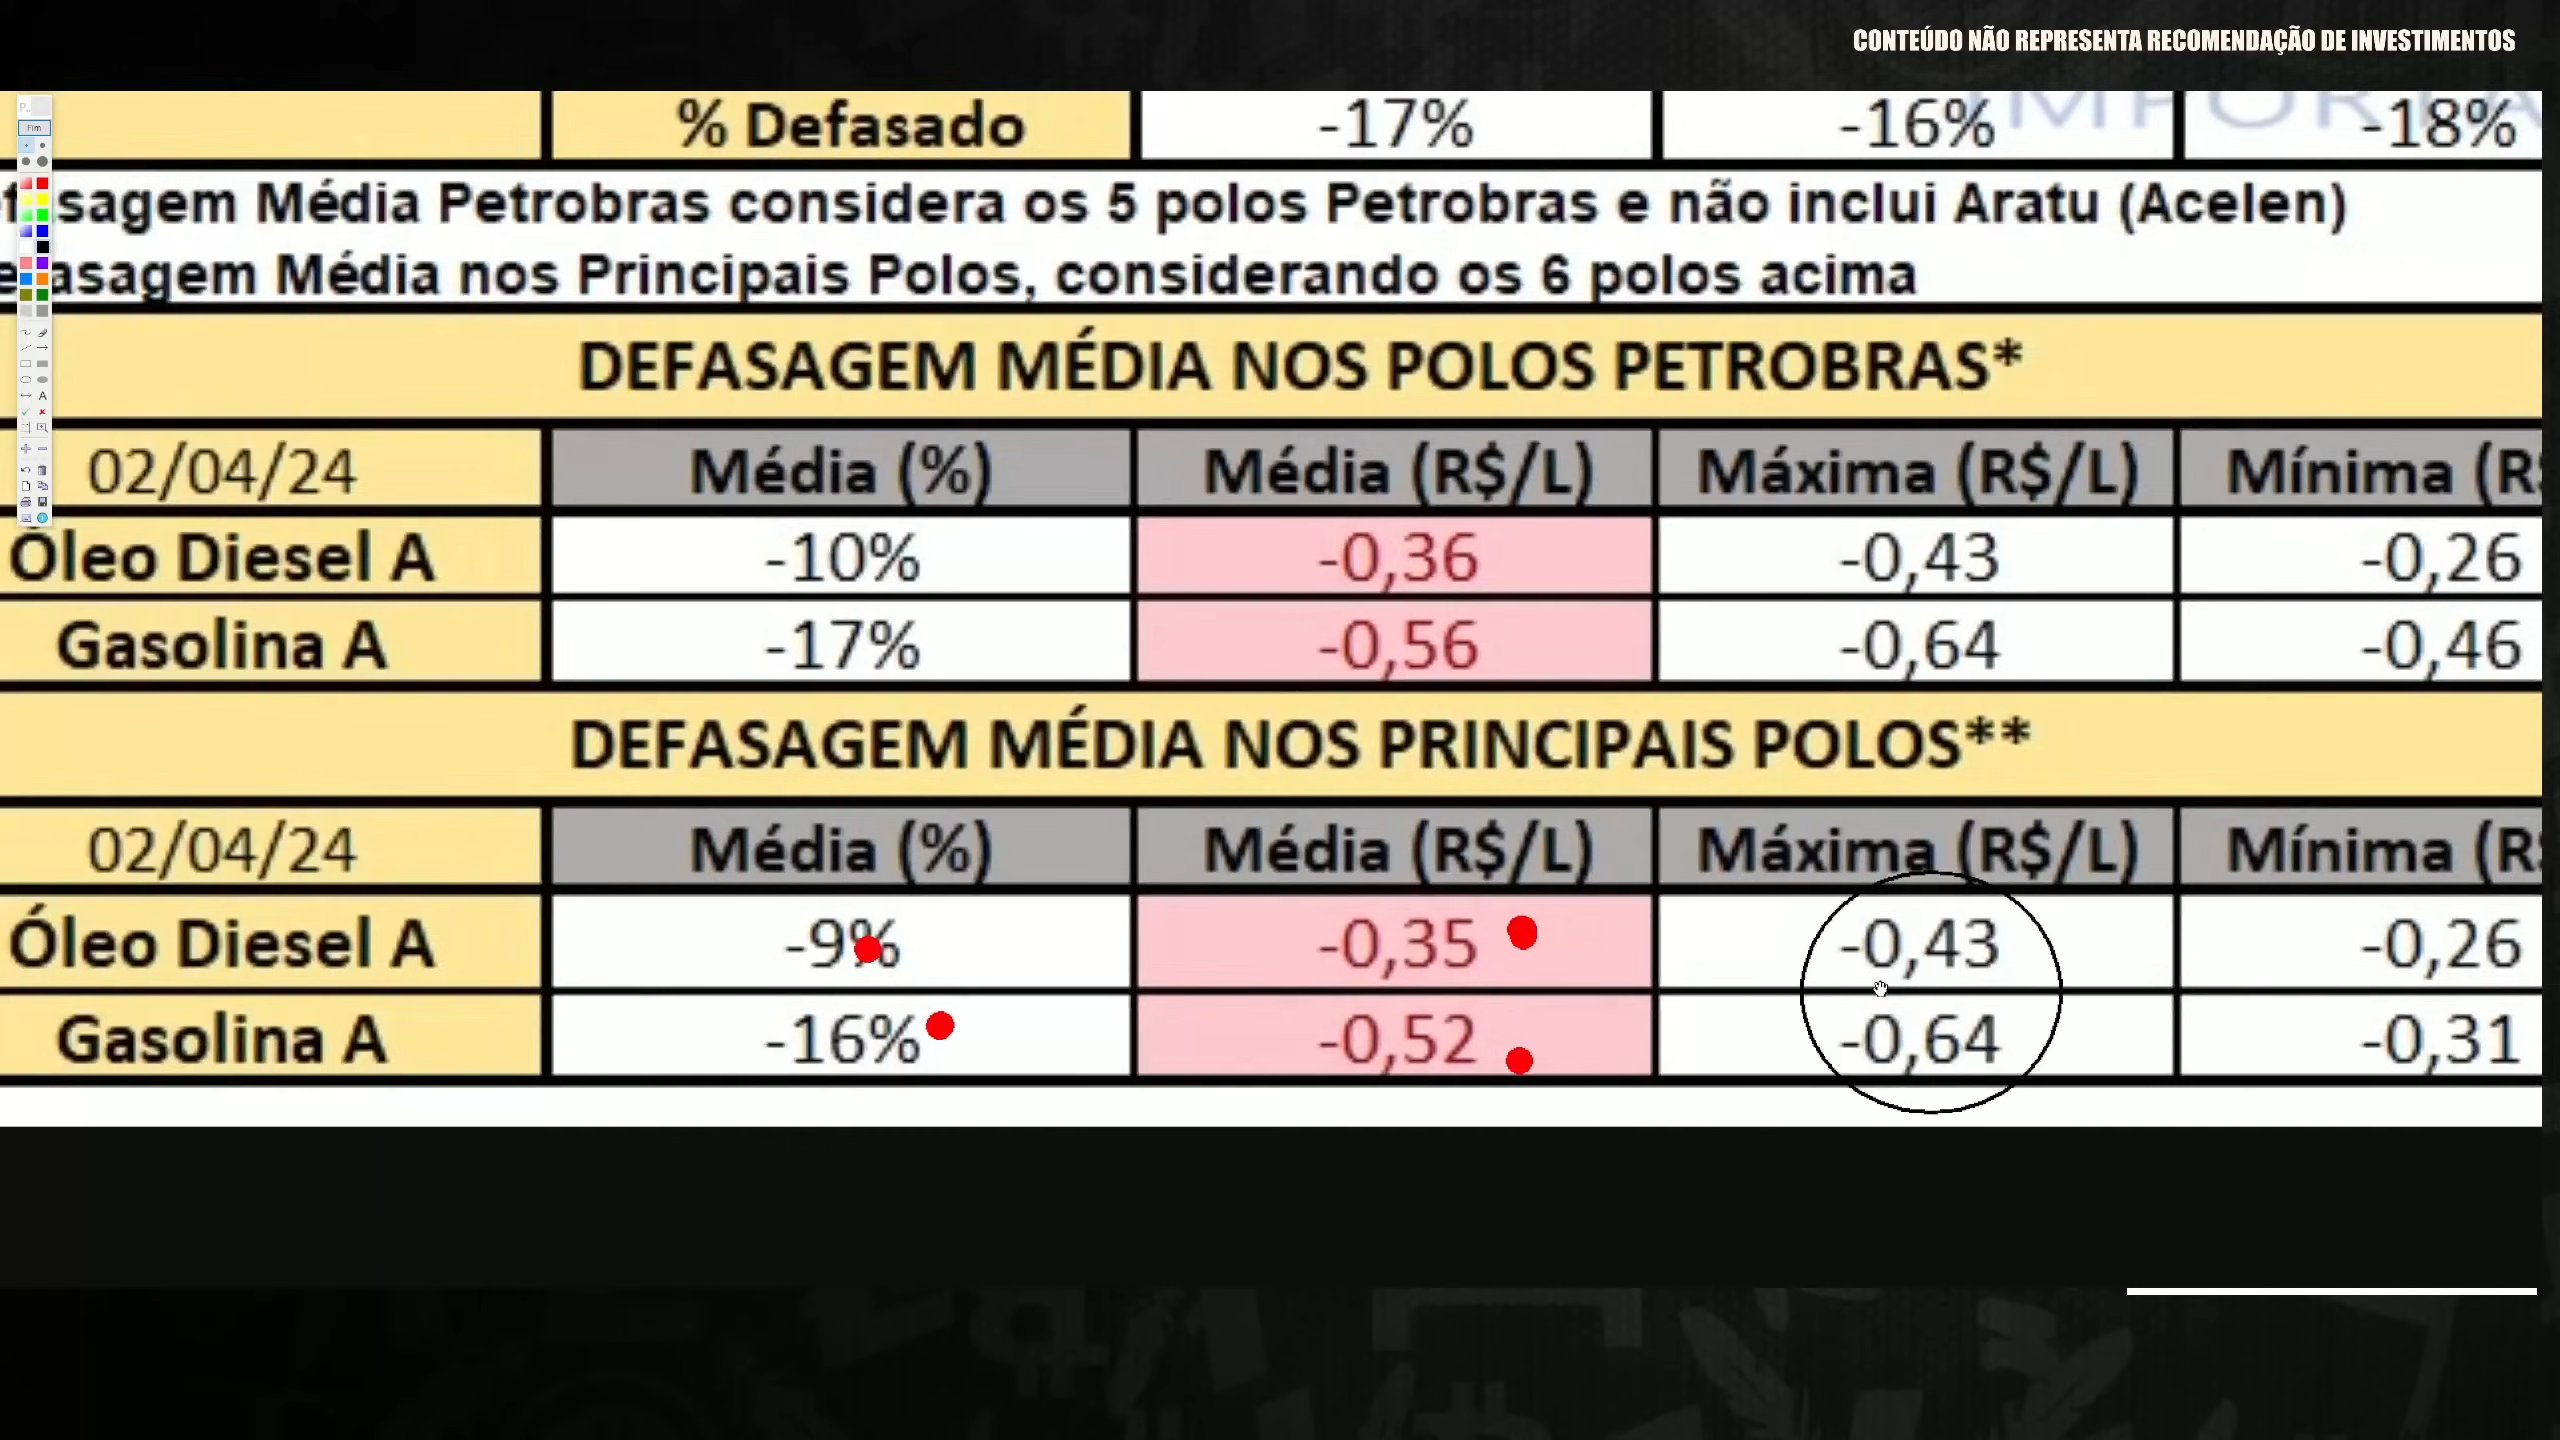 CONTEÚDO NÃO REPRESENTA RECOMENDAÇÃO DE INVESTIMENTOS
Fim
% Defasado -17% -16% -18%
sagem Média Petrobras considera os 5 polos Petrobras e não inclui Aratu (Acelen)
asagem Média nos Principais Polos, considerando os 6 polos acima
DEFASAGEM MÉDIA NOS POLOS PETROBRAS*
02/04/24 Média (%) Média (R$/L) Máxima (R$/L) Mínima (R$
Óleo Diesel A -10% -0,36 -0,43 -0,26
Gasolina A -17% -0,56 -0,64 -0,46
DEFASAGEM MÉDIA NOS PRINCIPAIS POLOS**
02/04/24 Média (%) Média (R$/L) Máxima (R$/L) Mínima (R$
Óleo Diesel A -9% -0,35 -0,43 -0,26
Gasolina A -16% -0,52 -0,64 -0,31